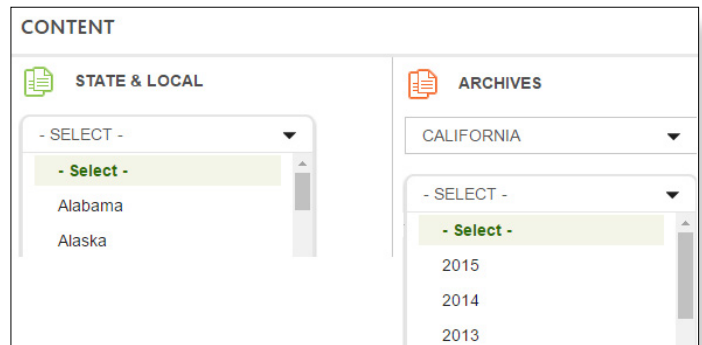 CONTENT
STATE & LOCAL
- SELECT -
- Select -
Alabama
Alaska
ARCHIVES
CALIFORNIA
- SELECT -
- Select -
2015
2014
2013